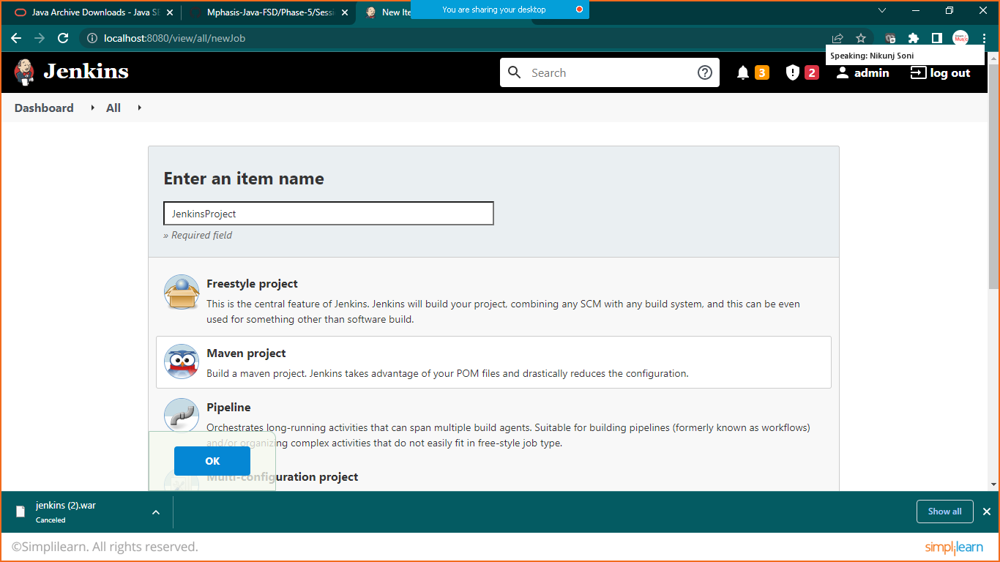 Java Archive Downloads - Java SE
Mphasis-Java-FSD/Phase-5/Sessi
New Ite
You are sharing your desktop
localhost:8080/view/all/newJob
Speaking: Nikunj Soni
Jenkins
Search
3
2
admin
log out
Dashboard
All
Enter an item name
JenkinsProject
» Required field
Freestyle project
This is the central feature of Jenkins. Jenkins will build your project, combining any SCM with any build system, and this can be even
used for something other than software build.
Maven project
Build a maven project. Jenkins takes advantage of your POM files and drastically reduces the configuration.
Pipeline
Orchestrates long-running activities that can span multiple build agents. Suitable for building pipelines (formerly known as workflows)
and/or organizing complex activities that do not easily fit in free-style job type.
OK
Multi-configuration project
jenkins (2).war
Canceled
Show all
©Simplilearn. All rights reserved.
simplilearn